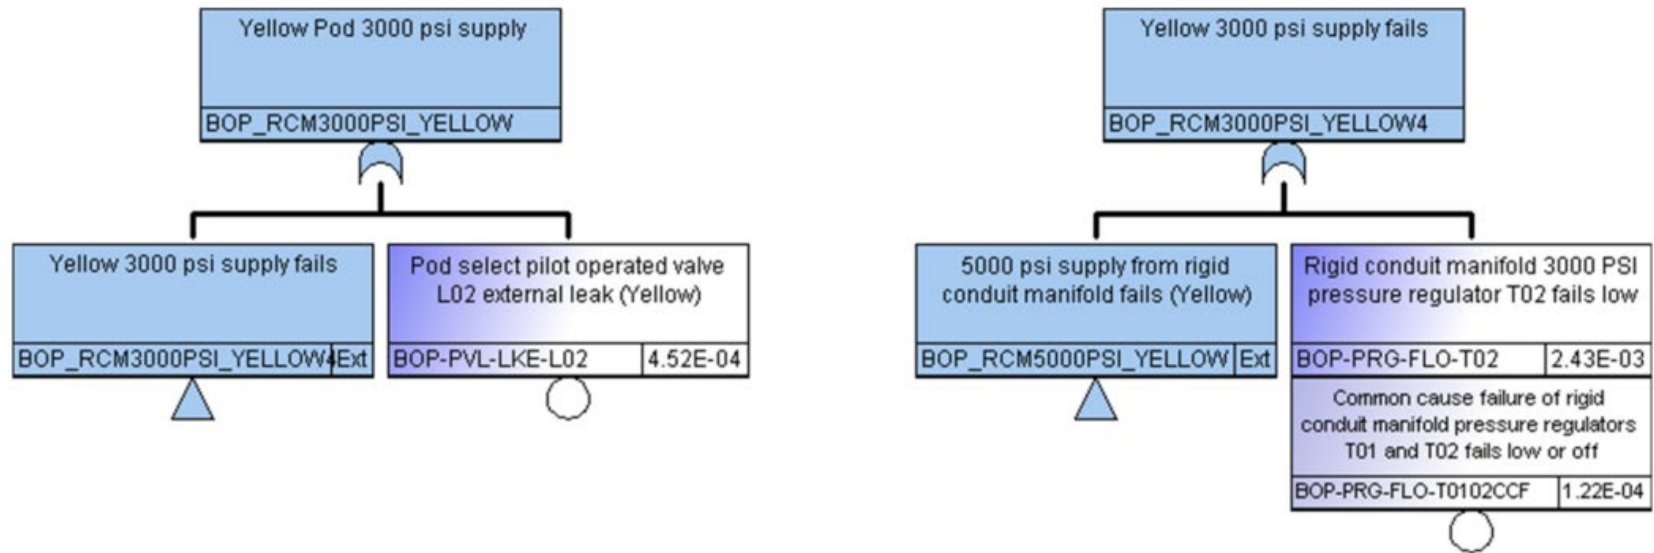 Yellow Pod 3000 psi supply
BOP_RCM3000PSI_YELLOW
Yellow 3000 psi supply fails
BOP_RCM3000PSI_YELLOW4
Ext
Pod select pilot operated valve
L02 external leak (Yellow)
BOP-PVL-LKE-L02
4.52E-04
Yellow 3000 psi supply fails
BOP_RCM3000PSI_YELLOW4
5000 psi supply from rigid
conduit manifold fails (Yellow)
BOP_RCM5000PSI_YELLOW
Ext
Rigid conduit manifold 3000 PSI
pressure regulator T02 fails low
BOP-PRG-FLO-T02
2.43E-03
Common cause failure of rigid
conduit manifold pressure regulators
T01 and T02 fails low or off
BOP-PRG-FLO-T0102CCF
1.22E-04